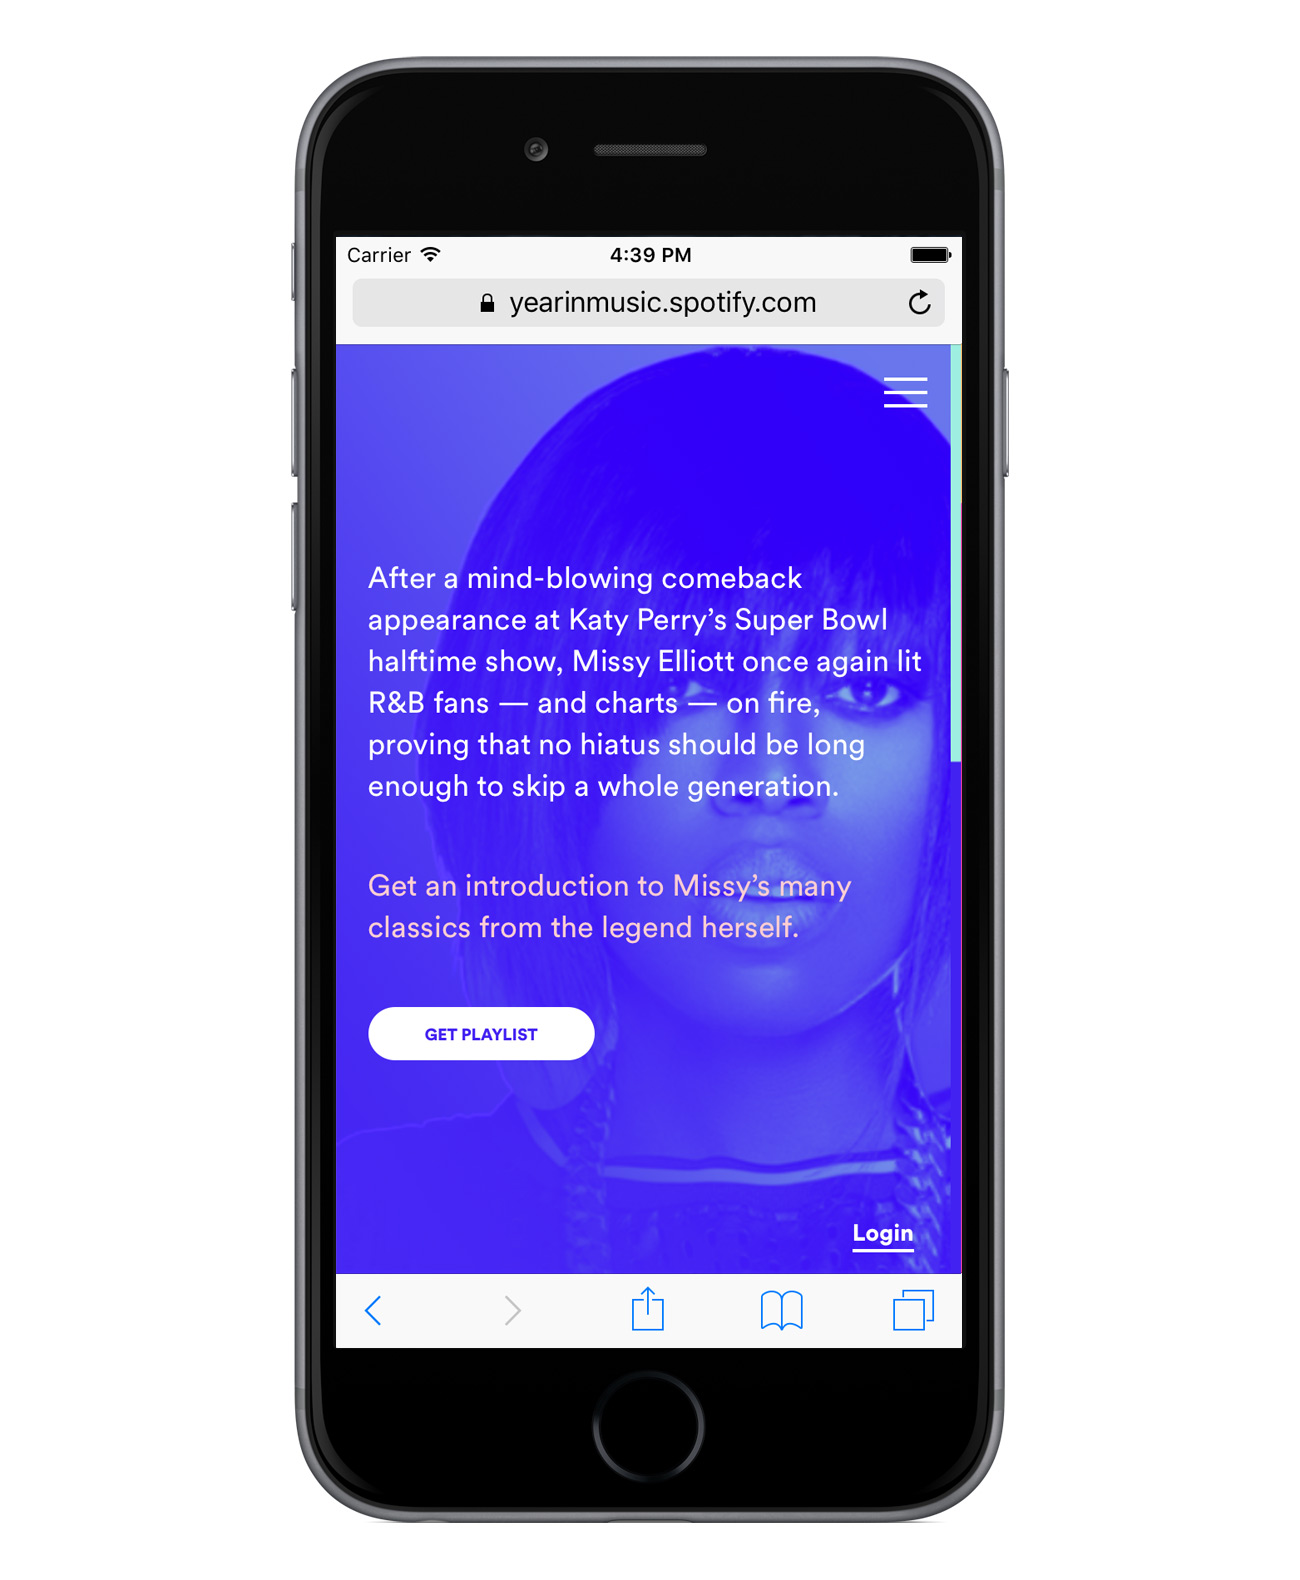 Carrier 4:39 PM
yearinmusic.spotify.com
After a mind-blowing comeback
appearance at Katy Perry’s Super Bowl
halftime show, Missy Elliott once again lit
R&B fans — and charts — on fire,
proving that no hiatus should be long
enough to skip a whole generation.
Get an introduction to Missy’s many
classics from the legend herself.
GET PLAYLIST
Login